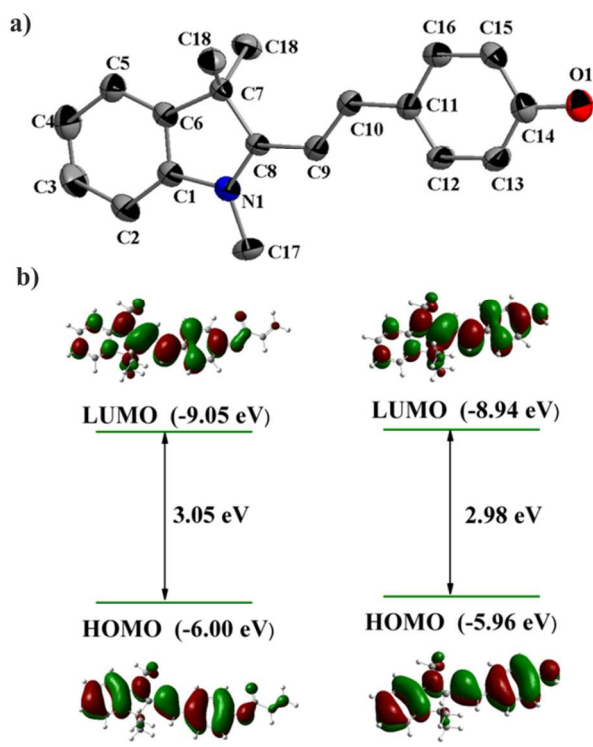 a)
C18
C18
C16
C15
C5
O1
C7
C4
C6
C11
C10
C14
C8
C3
C9
C12
C13
C1
N1
C2
C17
b)
LUMO (-9.05 eV)
LUMO (-8.94 eV)
3.05 eV
2.98 eV
HOMO (-6.00 eV)
HOMO (-5.96 eV)